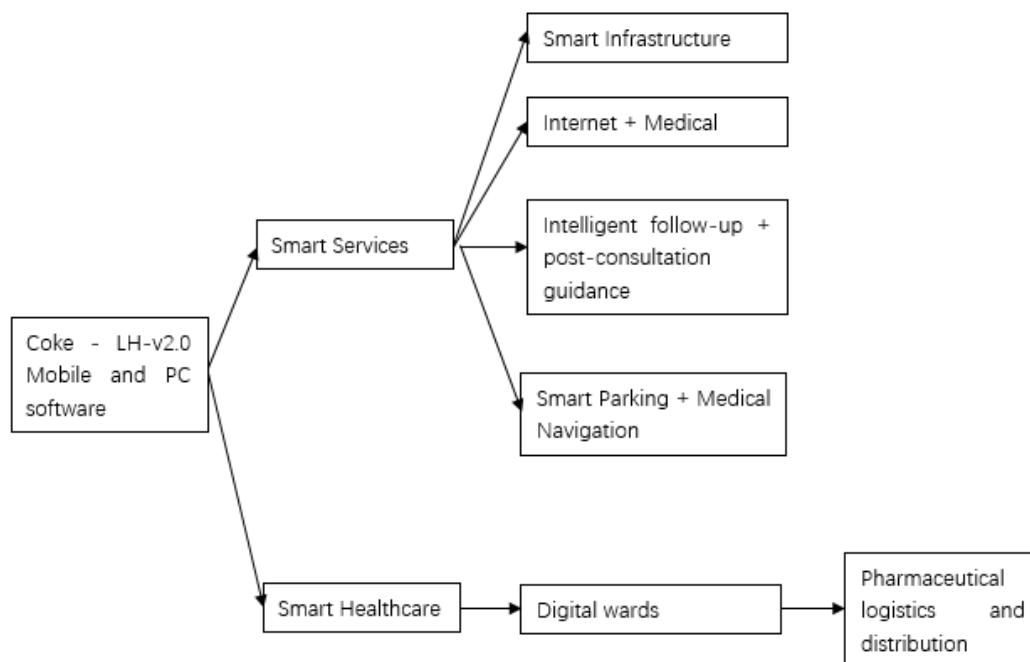 Smart Infrastructure
Internet + Medical
Intelligent follow-up +
post-consultation
guidance
Smart Services
Coke - LH-v2.0
Mobile and PC
software
Smart Parking + Medical
Navigation
Smart Healthcare
Digital wards
Pharmaceutical
logistics and
distribution